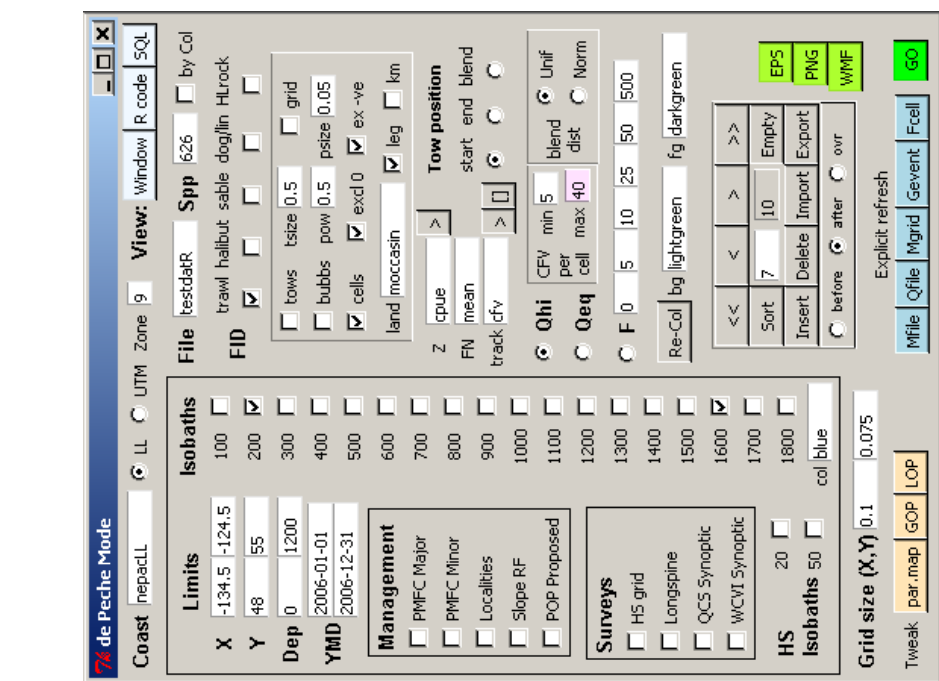 7% de Peche Mode
Coast nepacLL LL UTM Zone 9 View: Window R code SQL
Limits
X -134.5 -124.5
Y 48 55
Dep 0 1200
YMD 2006-01-01
2006-12-31
Management
PMFC Major
PMFC Minor
Localities
Slope RF
POP Proposed
Surveys
HS grid
Longspine
QCS Synoptic
WCVI Synoptic
HS 20
Isobaths 50
Isobaths
100
200
300
400
500
600
700
800
900
1000
1100
1200
1300
1400
1500
1600
1700
1800
col blue
Grid size (X,Y) 0.1 0.075
Tweak par.map GOP LOP
File testdatR Spp 626 by Col
FID trawl halibut sable dog/lin HLrock
tows tsize 0.5 grid
bubbs pow 0.5 psize 0.05
cells excl 0 ex -ve
land moccasin leg km
Z cpue >
FN mean
track cfv > []
Tow position
start end blend
Qhi
Qeq
CFV per cell min 5 max 40
blend dist Unif Norm
F 0 5 10 25 50 500
Re-Col bg lightgreen fg darkgreen
<< < > >>
Sort 7 10 Empty
Insert Delete Import Export
before after ovr
EPS
PNG
WMF
Explicit refresh
Mfile Qfile Mgrid Gevent Fcell GO